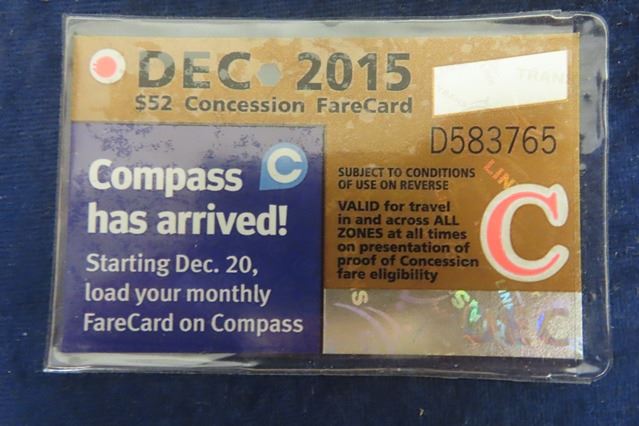 DEC 2015
$52 Concession FareCard
TRANS
D583765
Compass C
has arrived!
Starting Dec. 20,
load your monthly
FareCard on Compass
SUBJECT TO CONDITIONS
OF USE ON REVERSE
VALID for travel
in and across ALL
ZONES at all times
on presentation of
proof of Concession
fare eligibility
C
LINK